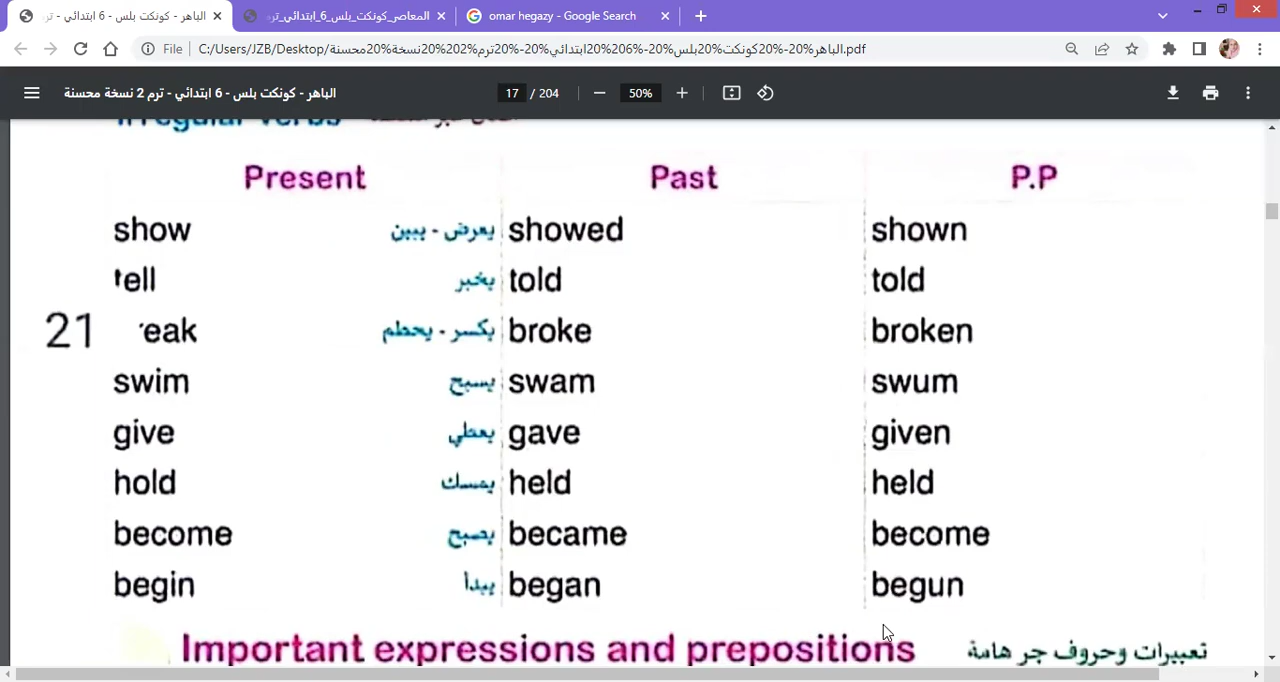 الباهر - كونكت بلس - 6 ابتدائي - تر
المعاصر_كونكت_بلس_6_ابتدائي_تر
omar hegazy - Google Search
File C:/Users/JZB/Desktop/الباهر%20-%20كونكت%20بلس%20-%206%20ابتدائي%20-%20ترم%202%20نسخة%20محسنة.pdf
الباهر - كونكت بلس - 6 ابتدائي - ترم 2 نسخة محسنة
17 / 204
50%
Irregular verbs
Present Past P.P
show يعرض - يبين showed shown
tell يخبر told told
21 reak يكسر - يحطم broke broken
swim يسبح swam swum
give يعطي gave given
hold يمسك held held
become يصبح became become
begin يبدأ began begun
Important expressions and prepositions تعبيرات وحروف جر هامة